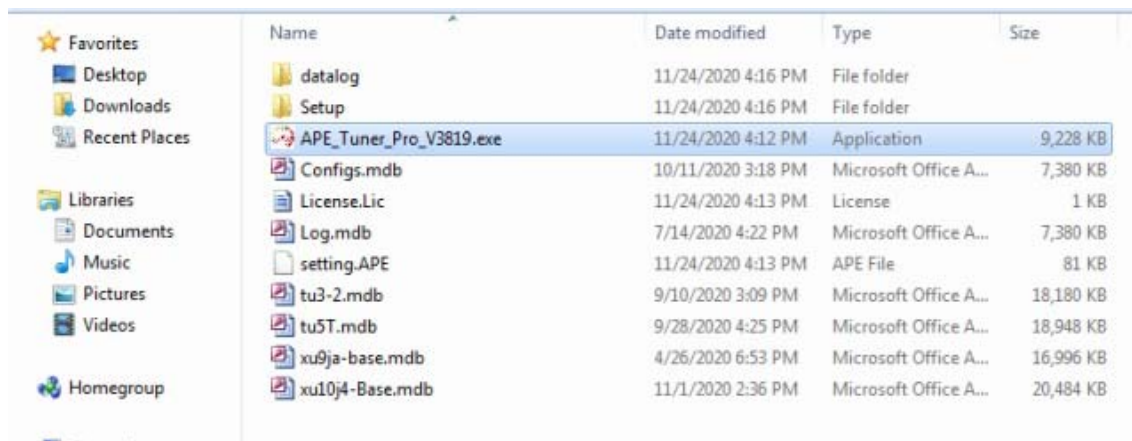 Favorites
Desktop
Downloads
Recent Places
Libraries
Documents
Music
Pictures
Videos
Homegroup
Name Date modified Type Size
datalog 11/24/2020 4:16 PM File folder
Setup 11/24/2020 4:16 PM File folder
APE_Tuner_Pro_V3819.exe 11/24/2020 4:12 PM Application 9,228 KB
Configs.mdb 10/11/2020 3:18 PM Microsoft Office A... 7,380 KB
License.Lic 11/24/2020 4:13 PM License 1 KB
Log.mdb 7/14/2020 4:22 PM Microsoft Office A... 7,380 KB
setting.APE 11/24/2020 4:13 PM APE File 81 KB
tu3-2.mdb 9/10/2020 3:09 PM Microsoft Office A... 18,180 KB
tu5T.mdb 9/28/2020 4:25 PM Microsoft Office A... 18,948 KB
xu9ja-base.mdb 4/26/2020 6:53 PM Microsoft Office A... 16,996 KB
xu10j4-Base.mdb 11/1/2020 2:36 PM Microsoft Office A... 20,484 KB